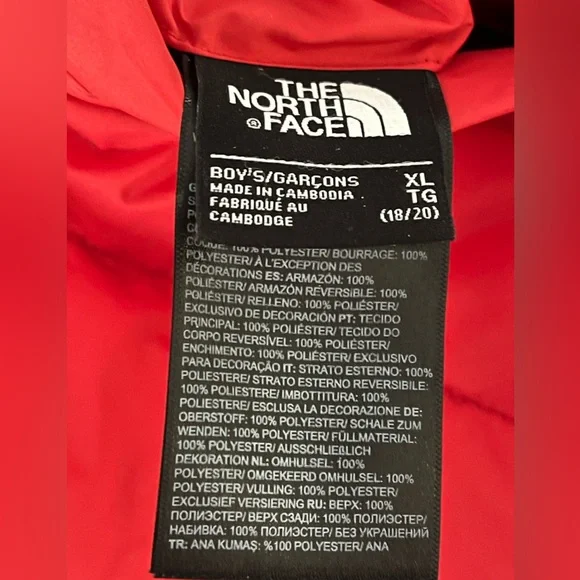 THE
NORTH
® FACE
BOY'S/GARÇONS XL
MADE IN CAMBODIA TG
FABRIQUÉ AU (18/20)
CAMBODGE
COQUE: 100% POLYESTER/ BOURRAGE: 100%
POLYESTER/ À L'EXCEPTION DES
DÉCORATIONS ES: ARMAZÓN: 100%
POLIÉSTER/ ARMAZÓN REVERSIBLE: 100%
POLIÉSTER/ RELLENO: 100% POLIÉSTER/
EXCLUSIVO DE DECORACIÓN PT: TECIDO
PRINCIPAL: 100% POLIÉSTER/ TECIDO DO
CORPO REVERSÍVEL: 100% POLIÉSTER/
ENCHIMENTO: 100% POLIÉSTER/ EXCLUSIVO
PARA DECORAÇÃO IT: STRATO ESTERNO: 100%
POLIESTERE/ STRATO ESTERNO REVERSIBILE:
100% POLIESTERE/ IMBOTTITURA: 100%
POLIESTERE/ ESCLUSA LA DECORAZIONE DE:
OBERSTOFF: 100% POLYESTER/ SCHALE ZUM
WENDEN: 100% POLYESTER/ FÜLLMATERIAL:
100% POLYESTER/ AUSSCHLIEßLICH
DEKORATION NL: OMHULSEL: 100%
POLYESTER/ OMGEKEERD OMHULSEL: 100%
POLYESTER/ VULLING: 100% POLYESTER/
EXCLUSIEF VERSIERING RU: ВЕРХ: 100%
ПОЛИЭСТЕР/ ВЕРХ СЗАДИ: 100% ПОЛИЭСТЕР/
НАБИВКА: 100% ПОЛИЭСТЕР/ БЕЗ УКРАШЕНИЙ
TR: ANA KUMAŞ: %100 POLYESTER/ ANA